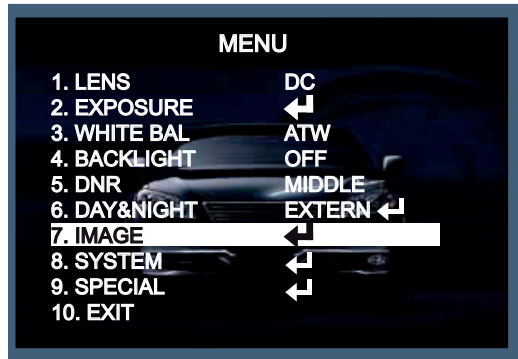 MENU
1. LENS DC
2. EXPOSURE ↵
3. WHITE BAL ATW
4. BACKLIGHT OFF
5. DNR MIDDLE
6. DAY&NIGHT EXTERN ↵
7. IMAGE ↵
8. SYSTEM ↵
9. SPECIAL ↵
10. EXIT